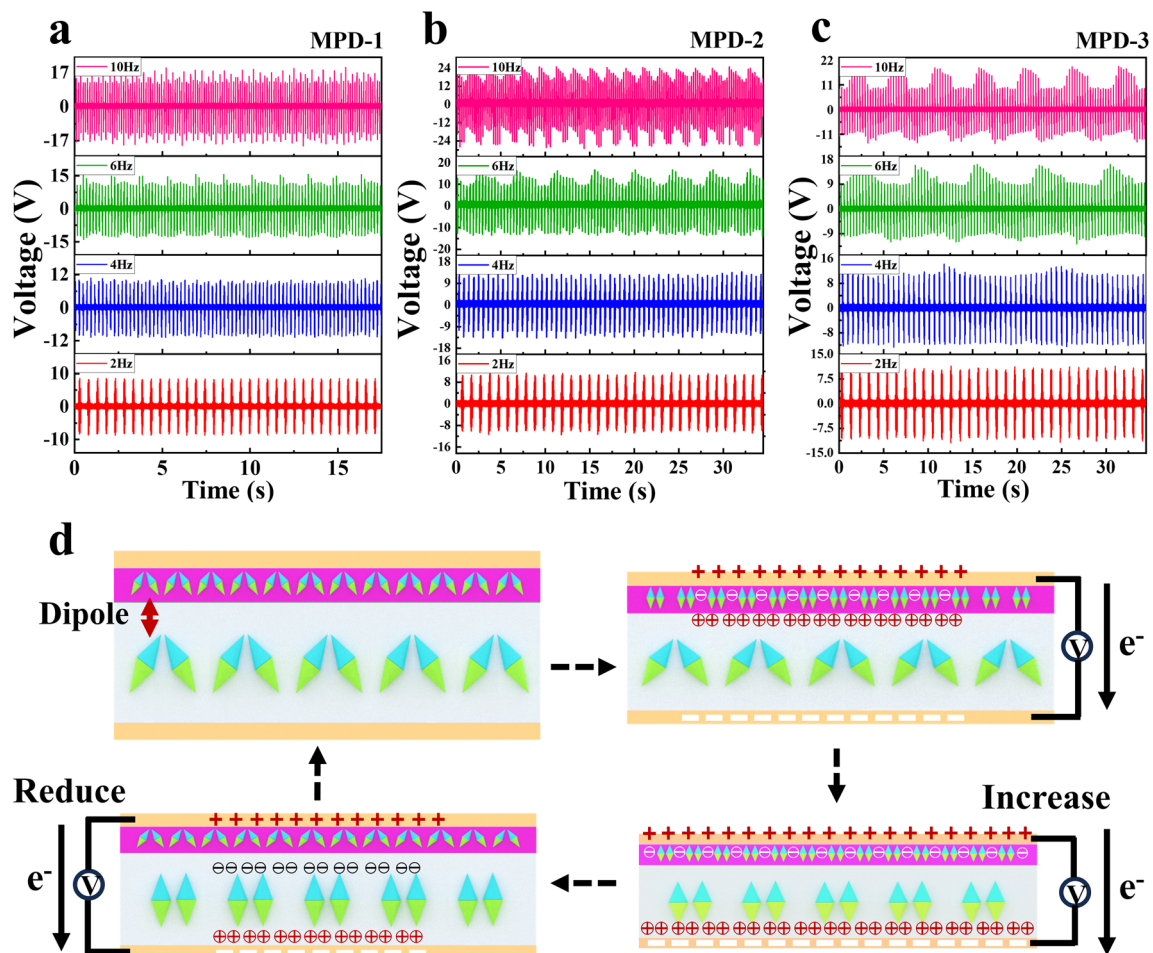 a
MPD-1
b
MPD-2
c
MPD-3
Voltage (V)
10Hz
17
0
-17
6Hz
15
0
-15
4Hz
12
0
-12
2Hz
10
0
-10
0
5
10
15
Time (s)
Voltage (V)
10Hz
24
12
0
-12
-24
6Hz
20
10
0
-10
-20
4Hz
18
9
0
-9
-18
2Hz
16
8
0
-8
-16
0
5
10
15
20
25
30
Time (s)
Voltage (V)
10Hz
22
11
0
-11
6Hz
18
9
0
-9
4Hz
16
8
0
-8
2Hz
15.0
7.5
0.0
-7.5
-15.0
0
5
10
15
20
25
30
Time (s)
d
Dipole
+ + + + + + + + + + + + +
V
e⁻
Reduce
+ + + + + + + + + + +
e⁻
V
Increase
+ + + + + + + + + + + + + + + + + + +
V
e⁻